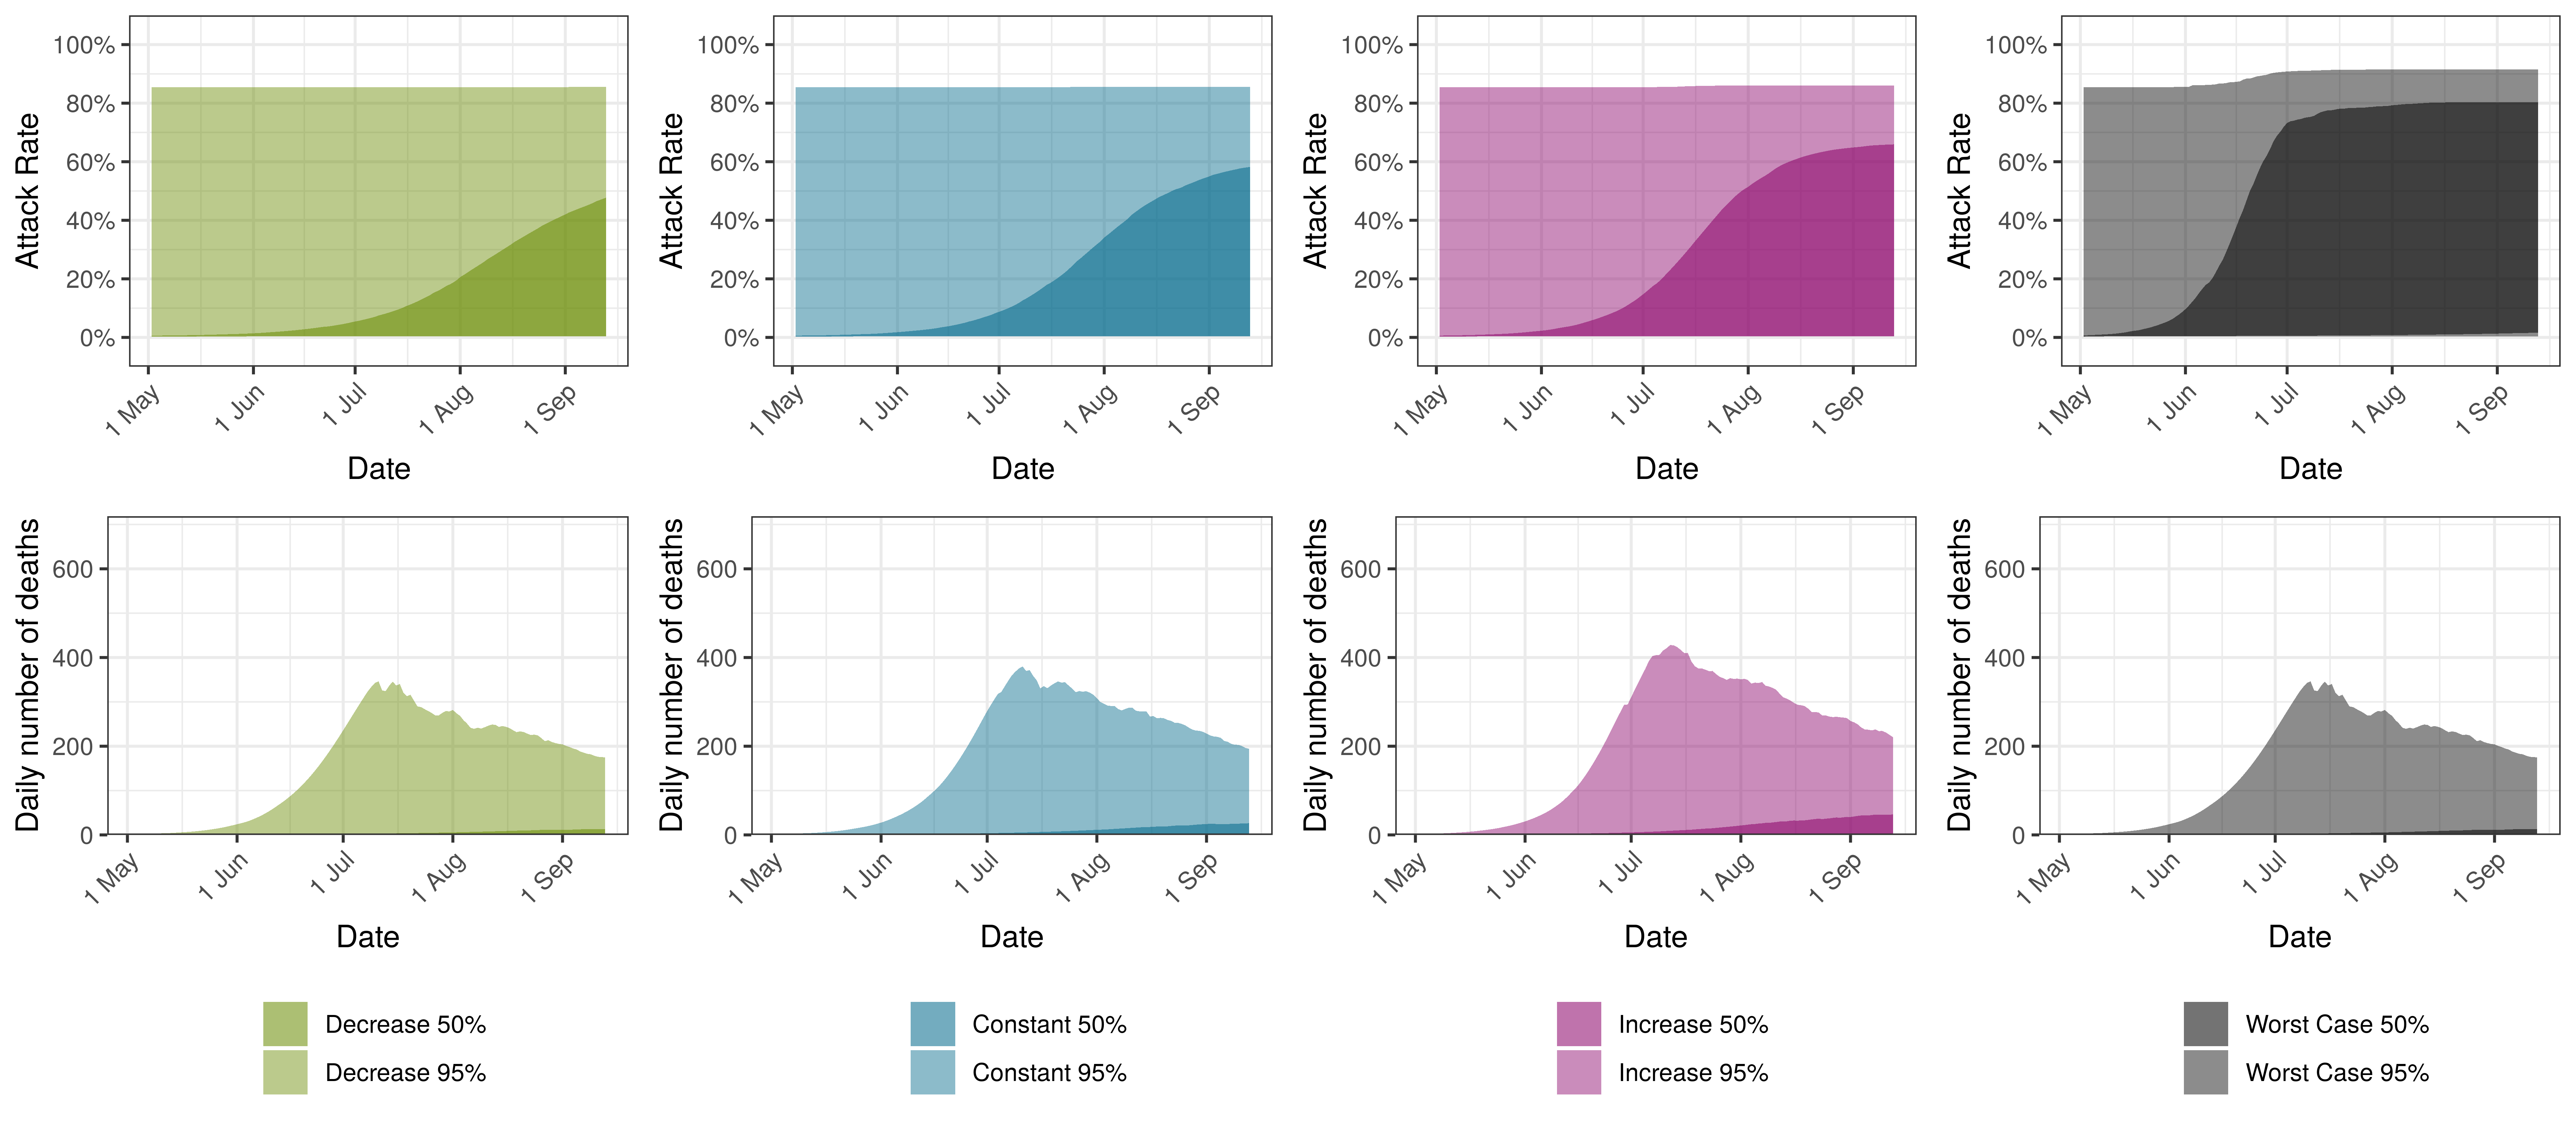 Attack Rate
100%
80%
60%
40%
20%
0%
1 May
1 Jun
1 Jul
1 Aug
1 Sep
Date
Attack Rate
100%
80%
60%
40%
20%
0%
1 May
1 Jun
1 Jul
1 Aug
1 Sep
Date
Attack Rate
100%
80%
60%
40%
20%
0%
1 May
1 Jun
1 Jul
1 Aug
1 Sep
Date
Attack Rate
100%
80%
60%
40%
20%
0%
1 May
1 Jun
1 Jul
1 Aug
1 Sep
Date
Daily number of deaths
600
400
200
0
1 May
1 Jun
1 Jul
1 Aug
1 Sep
Date
Daily number of deaths
600
400
200
0
1 May
1 Jun
1 Jul
1 Aug
1 Sep
Date
Daily number of deaths
600
400
200
0
1 May
1 Jun
1 Jul
1 Aug
1 Sep
Date
Daily number of deaths
600
400
200
0
1 May
1 Jun
1 Jul
1 Aug
1 Sep
Date
Decrease 50%
Decrease 95%
Constant 50%
Constant 95%
Increase 50%
Increase 95%
Worst Case 50%
Worst Case 95%